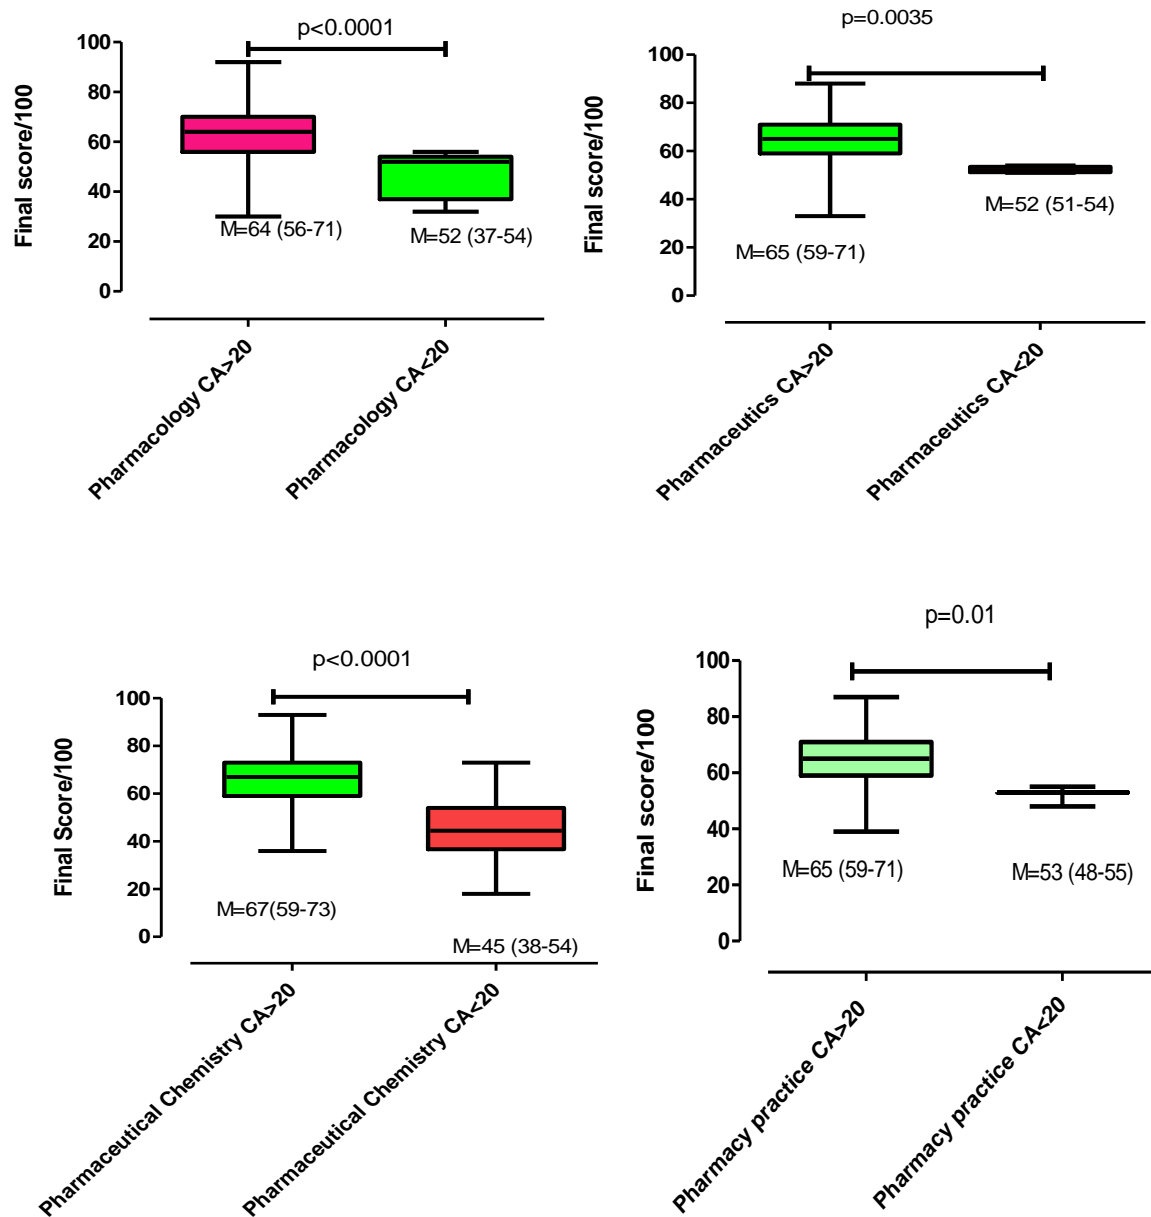 p<0.0001
Final score/100
100
80
60
40
20
0
M=64 (56-71)
M=52 (37-54)
Pharmacology CA>20
Pharmacology CA<20
p=0.0035
Final score/100
100
80
60
40
20
0
M=65 (59-71)
M=52 (51-54)
Pharmaceutics CA>20
Pharmaceutics CA<20
p<0.0001
Final Score/100
100
80
60
40
20
0
M=67(59-73)
M=45 (38-54)
Pharmaceutical Chemistry CA>20
Pharmaceutical Chemistry CA<20
p=0.01
Final score/100
100
80
60
40
20
0
M=65 (59-71)
M=53 (48-55)
Pharmacy practice CA>20
Pharmacy practice CA<20